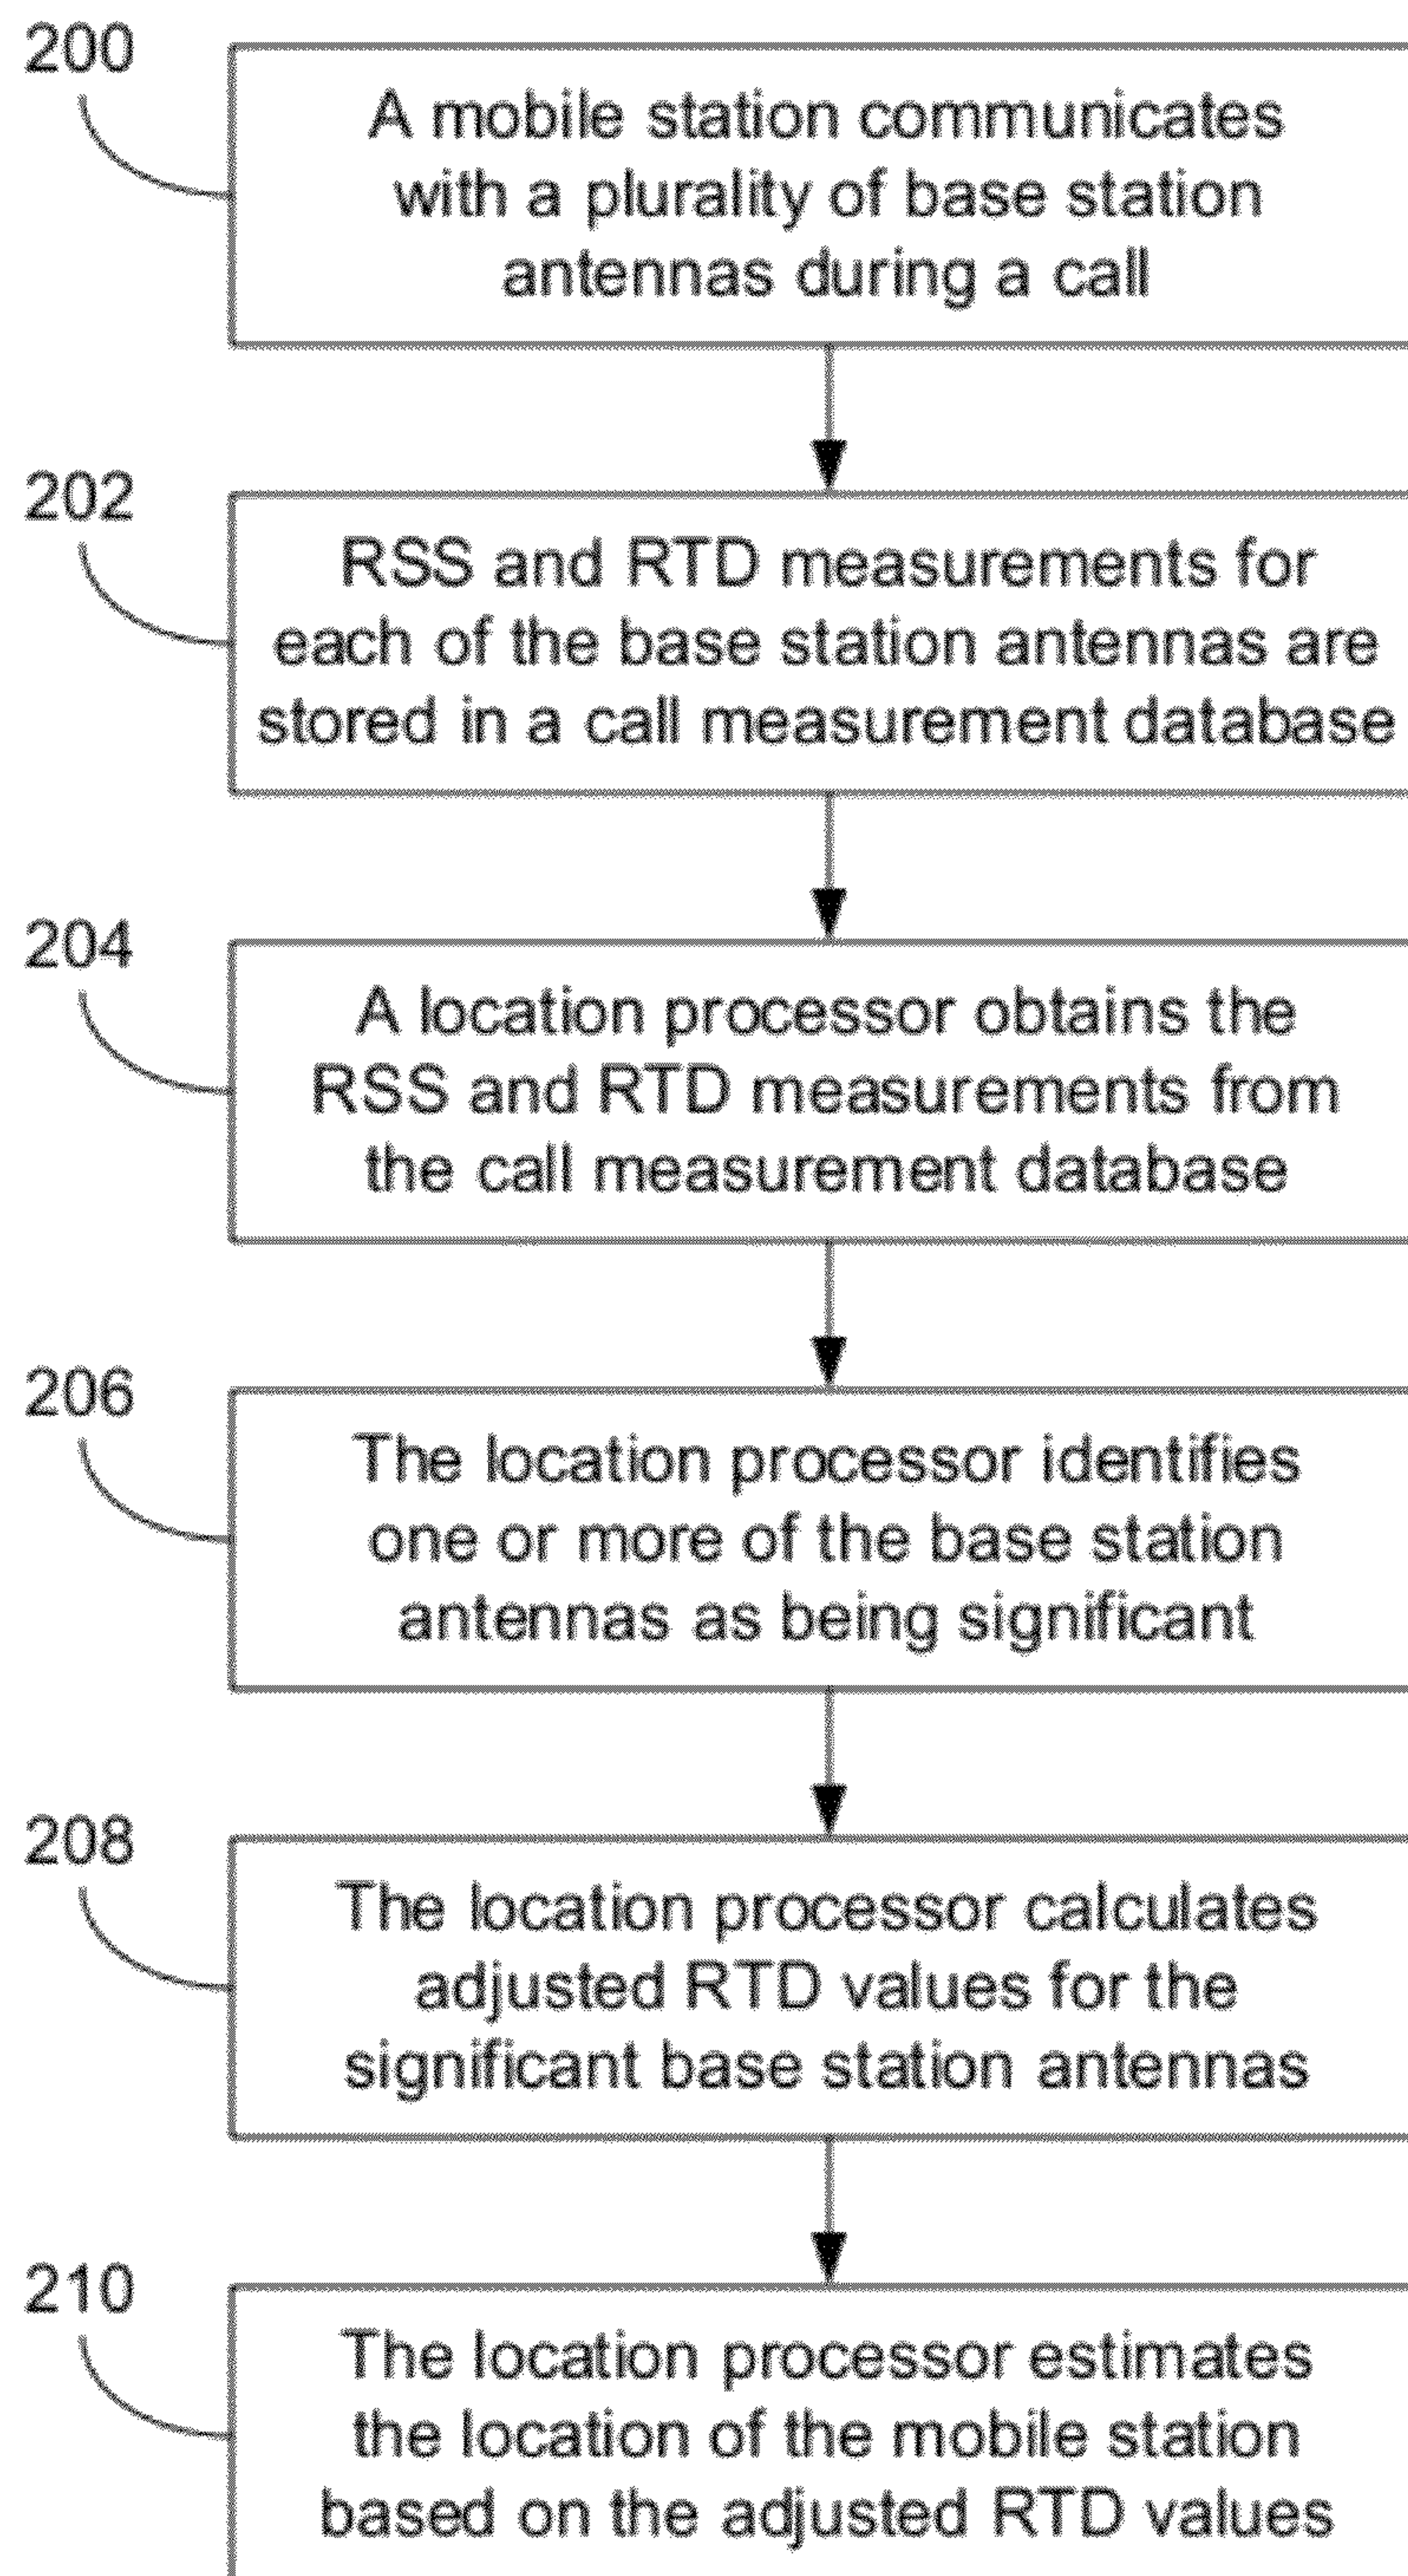 200
A mobile station communicates
with a plurality of base station
antennas during a call
202
RSS and RTD measurements for
each of the base station antennas are
stored in a call measurement database
204
A location processor obtains the
RSS and RTD measurements from
the call measurement database
206
The location processor identifies
one or more of the base station
antennas as being significant
208
The location processor calculates
adjusted RTD values for the
significant base station antennas
210
The location processor estimates
the location of the mobile station
based on the adjusted RTD values